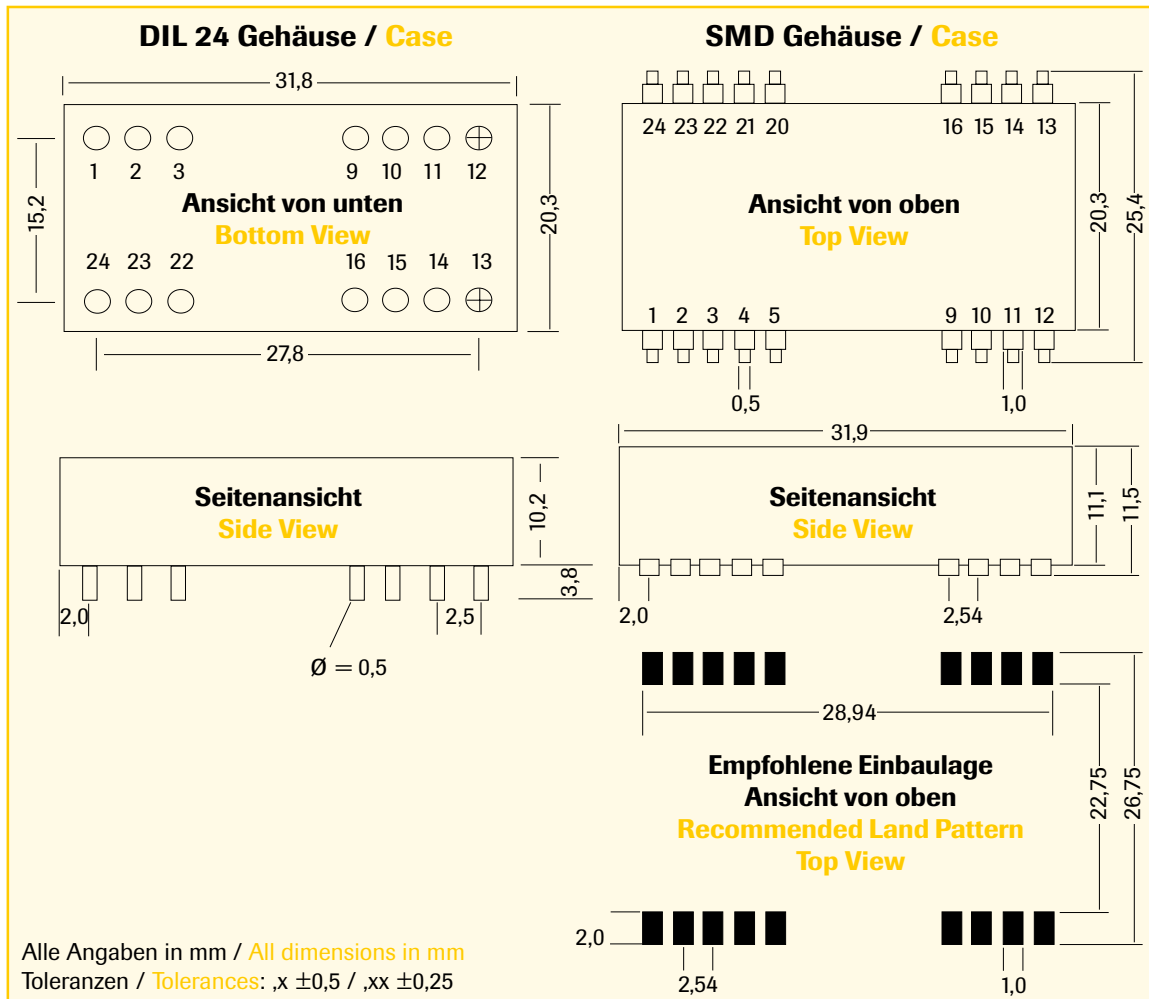 DIL 24 Gehäuse / Case
31,8
1 2 3 9 10 11 12
Ansicht von unten
Bottom View
24 23 22 16 15 14 13
15,2
20,3
27,8
Seitenansicht
Side View
10,2
3,8
2,0
2,5
Ø = 0,5
SMD Gehäuse / Case
24 23 22 21 20 16 15 14 13
Ansicht von oben
Top View
1 2 3 4 5 9 10 11 12
20,3
25,4
0,5
1,0
31,9
Seitenansicht
Side View
11,1
11,5
2,0
2,54
28,94
Empfohlene Einbaulage
Ansicht von oben
Recommended Land Pattern
Top View
22,75
26,75
2,0
2,54
1,0
Alle Angaben in mm / All dimensions in mm
Toleranzen / Tolerances: ,x ±0,5 / ,xx ±0,25